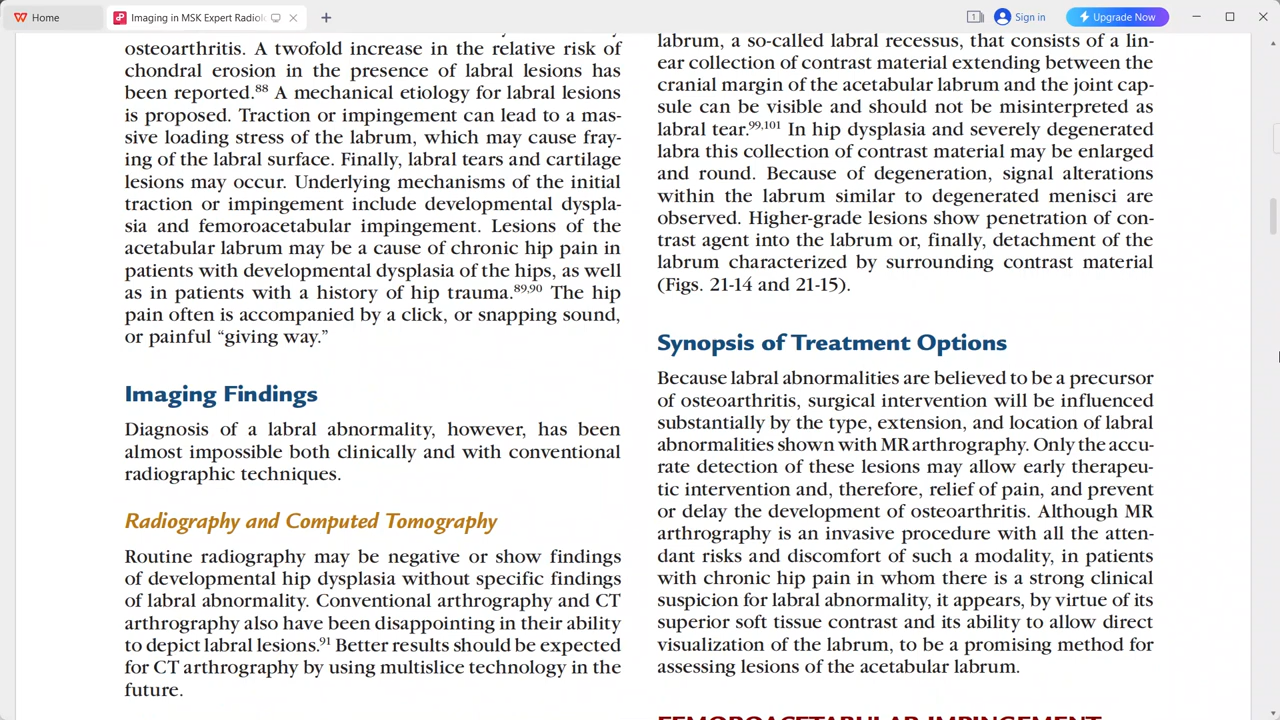 Home
Imaging in MSK Expert Radiol
1
Sign in
Upgrade Now
osteoarthritis. A twofold increase in the relative risk of
chondral erosion in the presence of labral lesions has
been reported.88 A mechanical etiology for labral lesions
is proposed. Traction or impingement can lead to a mas-
sive loading stress of the labrum, which may cause fray-
ing of the labral surface. Finally, labral tears and cartilage
lesions may occur. Underlying mechanisms of the initial
traction or impingement include developmental dyspla-
sia and femoroacetabular impingement. Lesions of the
acetabular labrum may be a cause of chronic hip pain in
patients with developmental dysplasia of the hips, as well
as in patients with a history of hip trauma.89,90 The hip
pain often is accompanied by a click, or snapping sound,
or painful “giving way.”
Imaging Findings
Diagnosis of a labral abnormality, however, has been
almost impossible both clinically and with conventional
radiographic techniques.
Radiography and Computed Tomography
Routine radiography may be negative or show findings
of developmental hip dysplasia without specific findings
of labral abnormality. Conventional arthrography and CT
arthrography also have been disappointing in their ability
to depict labral lesions.91 Better results should be expected
for CT arthrography by using multislice technology in the
future.
labrum, a so-called labral recessus, that consists of a lin-
ear collection of contrast material extending between the
cranial margin of the acetabular labrum and the joint cap-
sule can be visible and should not be misinterpreted as
labral tear.99,101 In hip dysplasia and severely degenerated
labra this collection of contrast material may be enlarged
and round. Because of degeneration, signal alterations
within the labrum similar to degenerated menisci are
observed. Higher-grade lesions show penetration of con-
trast agent into the labrum or, finally, detachment of the
labrum characterized by surrounding contrast material
(Figs. 21-14 and 21-15).
Synopsis of Treatment Options
Because labral abnormalities are believed to be a precursor
of osteoarthritis, surgical intervention will be influenced
substantially by the type, extension, and location of labral
abnormalities shown with MR arthrography. Only the accu-
rate detection of these lesions may allow early therapeu-
tic intervention and, therefore, relief of pain, and prevent
or delay the development of osteoarthritis. Although MR
arthrography is an invasive procedure with all the atten-
dant risks and discomfort of such a modality, in patients
with chronic hip pain in whom there is a strong clinical
suspicion for labral abnormality, it appears, by virtue of its
superior soft tissue contrast and its ability to allow direct
visualization of the labrum, to be a promising method for
assessing lesions of the acetabular labrum.
FEMOROACETABULAR IMPINGEMENT